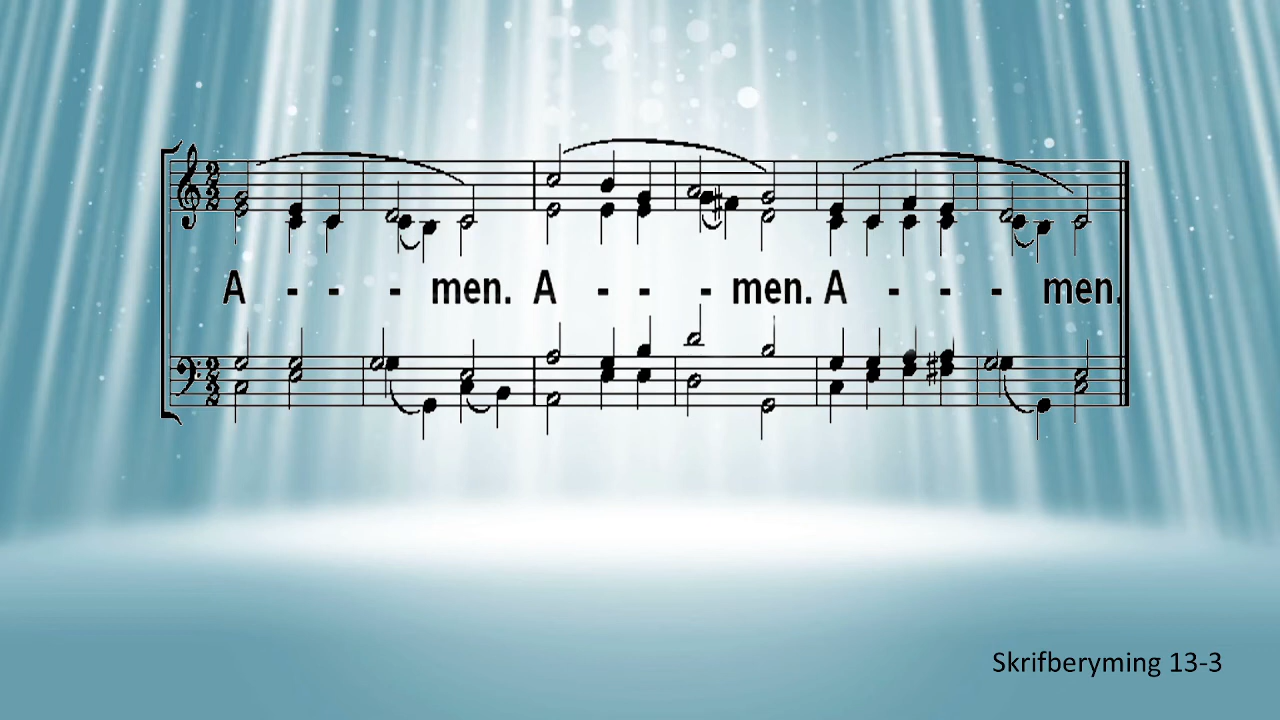 A - - - men. A - - - men. A - - - men.
Skrifberyming 13-3